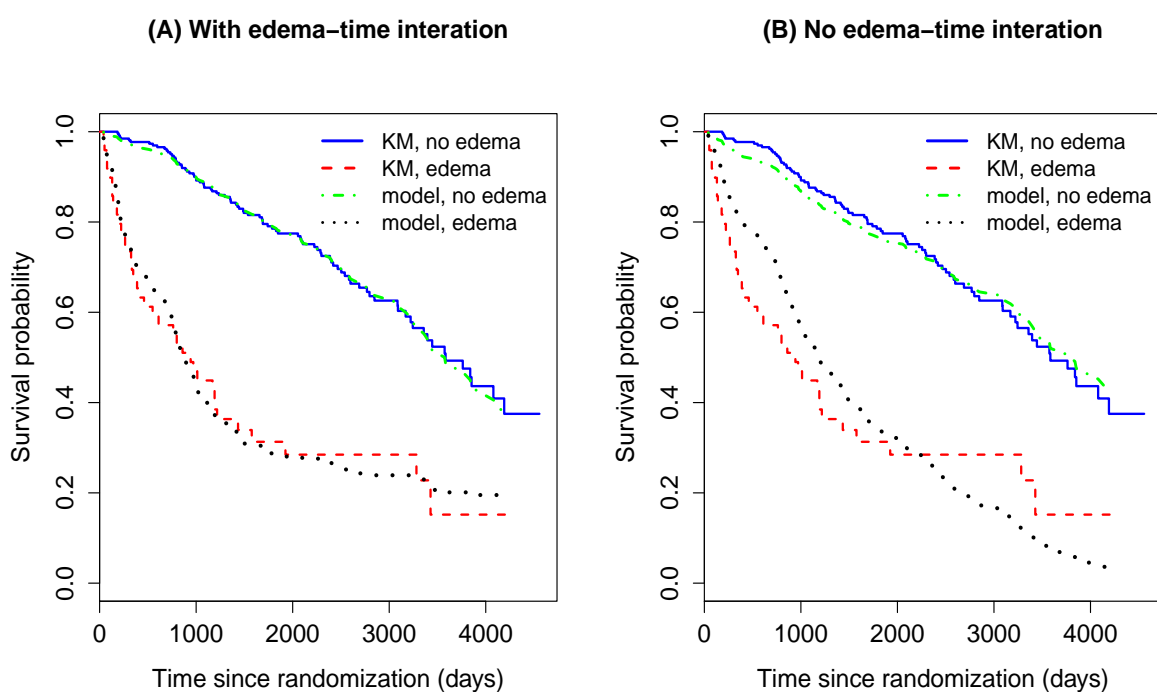 (A) With edema−time interation
Survival probability
1.0
0.8
0.6
0.4
0.2
0.0
KM, no edema
KM, edema
model, no edema
model, edema
0 1000 2000 3000 4000
Time since randomization (days)
(B) No edema−time interation
Survival probability
1.0
0.8
0.6
0.4
0.2
0.0
KM, no edema
KM, edema
model, no edema
model, edema
0 1000 2000 3000 4000
Time since randomization (days)